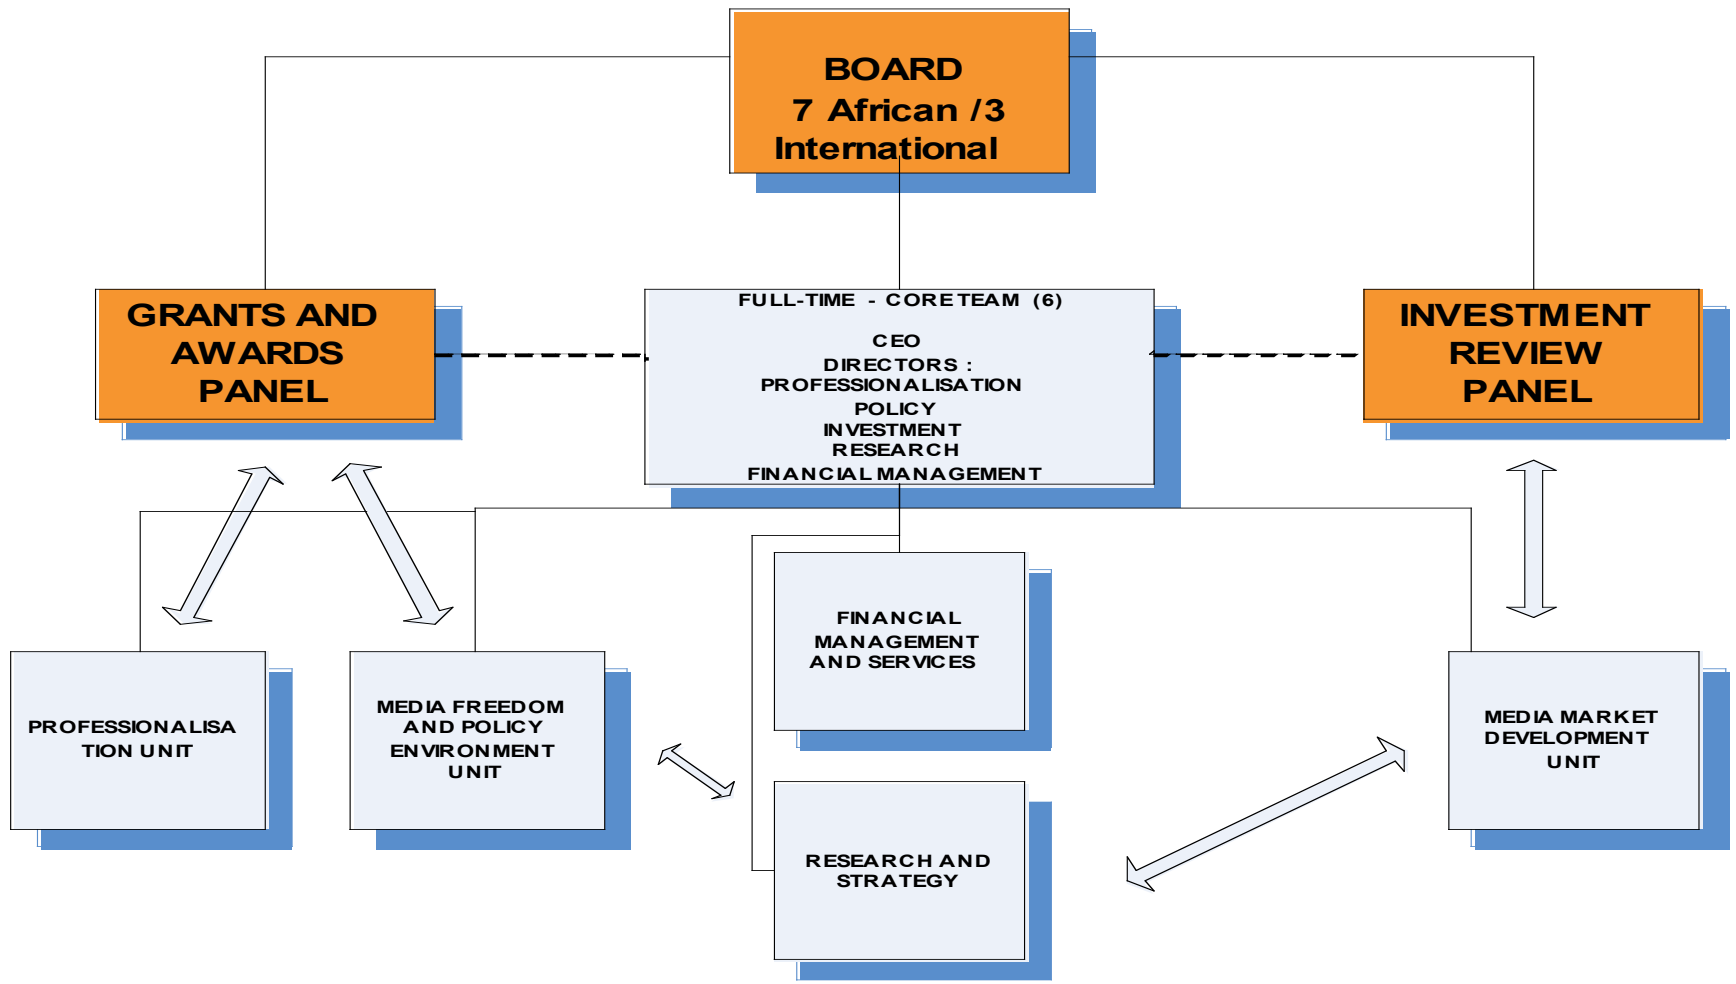 BOARD
7 African /3
International
GRANTS AND
AWARDS
PANEL
FULL-TIME - CORE TEAM (6)
CEO
DIRECTORS :
PROFESSIONALISATION
POLICY
INVESTMENT
RESEARCH
FINANCIAL MANAGEMENT
INVESTMENT
REVIEW
PANEL
PROFESSIONALISA
TION UNIT
MEDIA FREEDOM
AND POLICY
ENVIRONMENT
UNIT
FINANCIAL
MANAGEMENT
AND SERVICES
RESEARCH AND
STRATEGY
MEDIA MARKET
DEVELOPMENT
UNIT